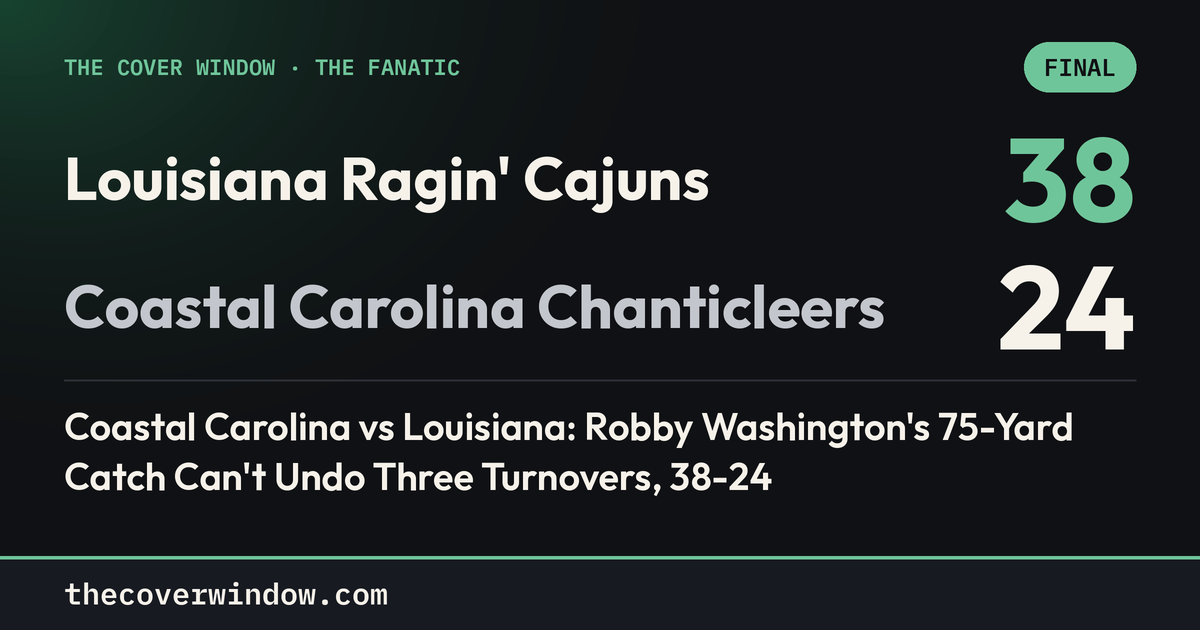 THE COVER WINDOW · THE FANATIC
FINAL
Louisiana Ragin' Cajuns
38
Coastal Carolina Chanticleers
24
Coastal Carolina vs Louisiana: Robby Washington's 75-Yard
Catch Can't Undo Three Turnovers, 38-24
thecoverwindow.com